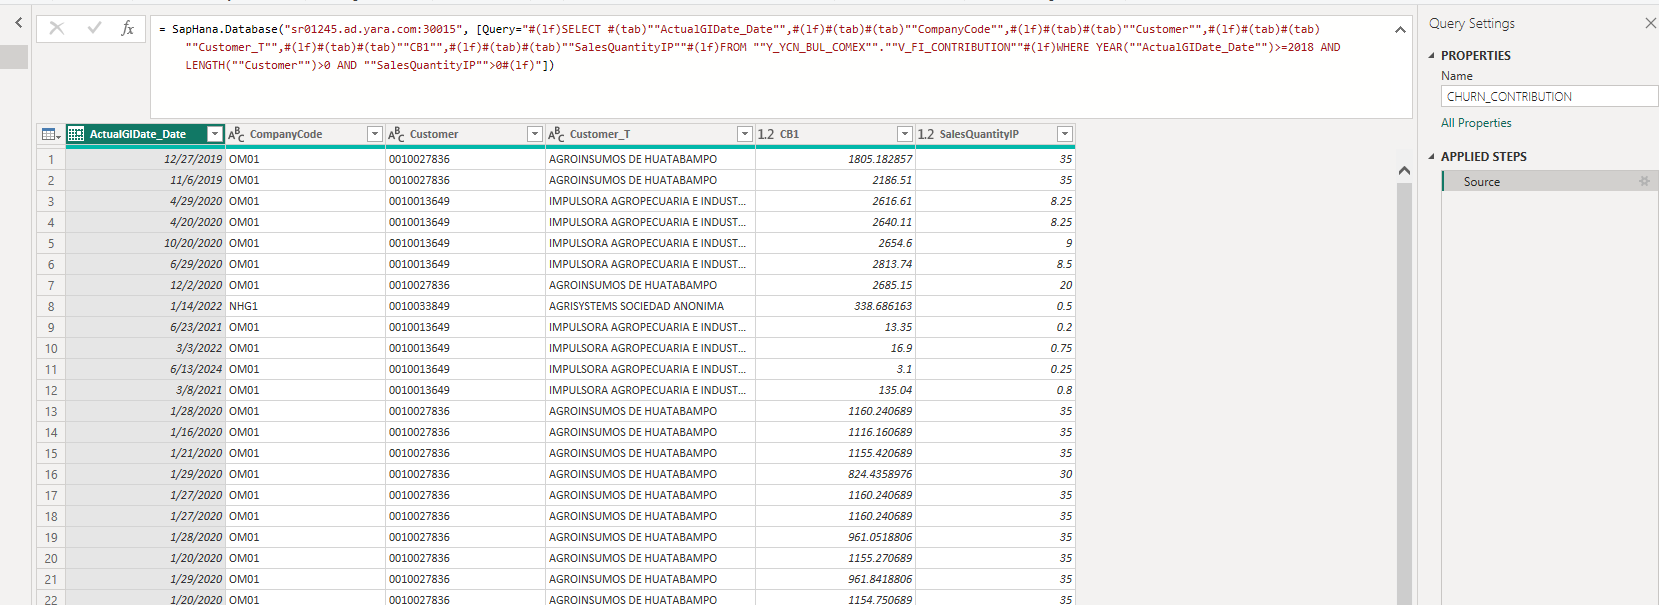 = SapHana.Database("sr01245.ad.yara.com:30015", [Query="#(lf)SELECT #(tab)""ActualGIDate_Date"",#(lf)#(tab)#(tab)""CompanyCode"",#(lf)#(tab)#(tab)""Customer"",#(lf)#(tab)#(tab)
""Customer_T"",#(lf)#(tab)#(tab)""CB1"",#(lf)#(tab)#(tab)""SalesQuantityIP""#(lf)FROM ""Y_YCN_BUL_COMEX"".""V_FI_CONTRIBUTION""#(lf)WHERE YEAR(""ActualGIDate_Date"")>=2018 AND
LENGTH(""Customer"")>0 AND ""SalesQuantityIP"">0#(lf)"])
fx
ActualGIDate_Date ABC CompanyCode ABC Customer ABC Customer_T 1.2 CB1 1.2 SalesQuantityIP
1 12/27/2019 OM01 0010027836 AGROINSUMOS DE HUATABAMPO 1805.182857 35
2 11/6/2019 OM01 0010027836 AGROINSUMOS DE HUATABAMPO 2186.51 35
3 4/29/2020 OM01 0010013649 IMPULSORA AGROPECUARIA E INDUST... 2616.61 8.25
4 4/20/2020 OM01 0010013649 IMPULSORA AGROPECUARIA E INDUST... 2640.11 8.25
5 10/20/2020 OM01 0010013649 IMPULSORA AGROPECUARIA E INDUST... 2654.6 9
6 6/29/2020 OM01 0010013649 IMPULSORA AGROPECUARIA E INDUST... 2813.74 8.5
7 12/2/2020 OM01 0010027836 AGROINSUMOS DE HUATABAMPO 2685.15 20
8 1/14/2022 NHG1 0010033849 AGRISYSTEMS SOCIEDAD ANONIMA 338.686163 0.5
9 6/23/2021 OM01 0010013649 IMPULSORA AGROPECUARIA E INDUST... 13.35 0.2
10 3/3/2022 OM01 0010013649 IMPULSORA AGROPECUARIA E INDUST... 16.9 0.75
11 6/13/2024 OM01 0010013649 IMPULSORA AGROPECUARIA E INDUST... 3.1 0.25
12 3/8/2021 OM01 0010013649 IMPULSORA AGROPECUARIA E INDUST... 135.04 0.8
13 1/28/2020 OM01 0010027836 AGROINSUMOS DE HUATABAMPO 1160.240689 35
14 1/16/2020 OM01 0010027836 AGROINSUMOS DE HUATABAMPO 1116.160689 35
15 1/21/2020 OM01 0010027836 AGROINSUMOS DE HUATABAMPO 1155.420689 35
16 1/29/2020 OM01 0010027836 AGROINSUMOS DE HUATABAMPO 824.4358976 30
17 1/27/2020 OM01 0010027836 AGROINSUMOS DE HUATABAMPO 1160.240689 35
18 1/27/2020 OM01 0010027836 AGROINSUMOS DE HUATABAMPO 1160.240689 35
19 1/28/2020 OM01 0010027836 AGROINSUMOS DE HUATABAMPO 961.0518806 35
20 1/20/2020 OM01 0010027836 AGROINSUMOS DE HUATABAMPO 1155.270689 35
21 1/29/2020 OM01 0010027836 AGROINSUMOS DE HUATABAMPO 961.8418806 35
22 1/20/2020 OM01 0010027836 AGROINSUMOS DE HUATABAMPO 1154.750689 35
Query Settings
PROPERTIES
Name
CHURN_CONTRIBUTION
All Properties
APPLIED STEPS
Source